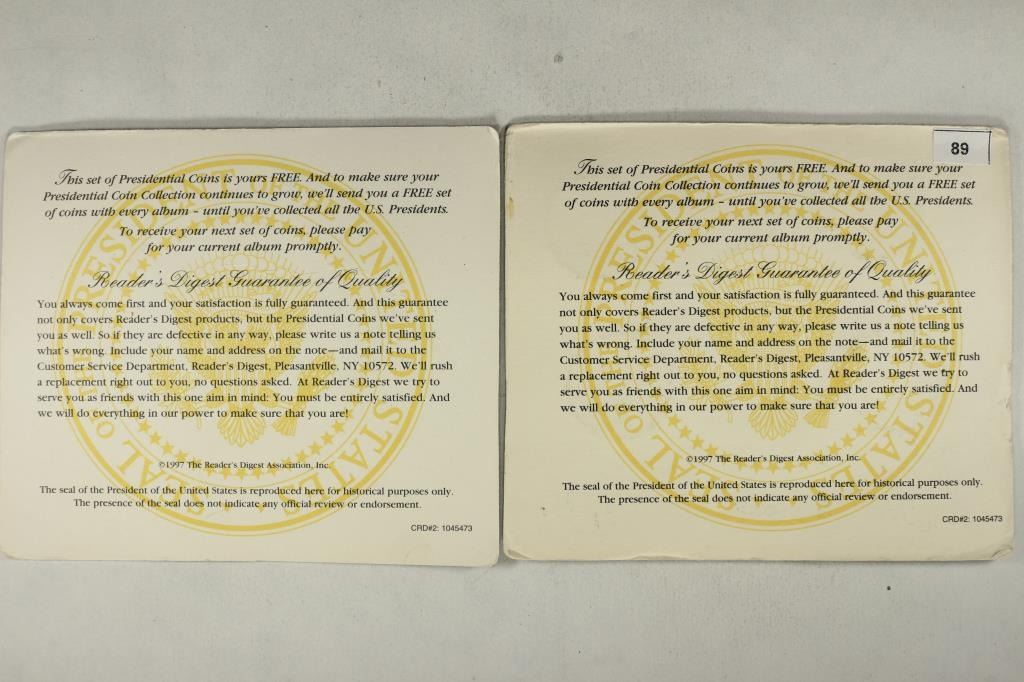 This set of Presidential Coins is yours FREE. And to make sure your
Presidential Coin Collection continues to grow, we'll send you a FREE set
of coins with every album – until you've collected all the U.S. Presidents.
To receive your next set of coins, please pay
for your current album promptly.
Reader's Digest Guarantee of Quality
You always come first and your satisfaction is fully guaranteed. And this guarantee
not only covers Reader's Digest products, but the Presidential Coins we've sent
you as well. So if they are defective in any way, please write us a note telling us
what's wrong. Include your name and address on the note—and mail it to the
Customer Service Department, Reader's Digest, Pleasantville, NY 10572. We'll rush
a replacement right out to you, no questions asked. At Reader's Digest we try to
serve you as friends with this one aim in mind: You must be entirely satisfied. And
we will do everything in our power to make sure that you are!
©1997 The Reader's Digest Association, Inc.
The seal of the President of the United States is reproduced here for historical purposes only.
The presence of the seal does not indicate any official review or endorsement.
CRD#2: 1045473
89
This set of Presidential Coins is yours FREE. And to make sure your
Presidential Coin Collection continues to grow, we'll send you a FREE set
of coins with every album – until you've collected all the U.S. Presidents.
To receive your next set of coins, please pay
for your current album promptly.
Reader's Digest Guarantee of Quality
You always come first and your satisfaction is fully guaranteed. And this guarantee
not only covers Reader's Digest products, but the Presidential Coins we've sent
you as well. So if they are defective in any way, please write us a note telling us
what's wrong. Include your name and address on the note—and mail it to the
Customer Service Department, Reader's Digest, Pleasantville, NY 10572. We'll rush
a replacement right out to you, no questions asked. At Reader's Digest we try to
serve you as friends with this one aim in mind: You must be entirely satisfied. And
we will do everything in our power to make sure that you are!
©1997 The Reader's Digest Association, Inc.
The seal of the President of the United States is reproduced here for historical purposes only.
The presence of the seal does not indicate any official review or endorsement.
CRD#2: 1045473